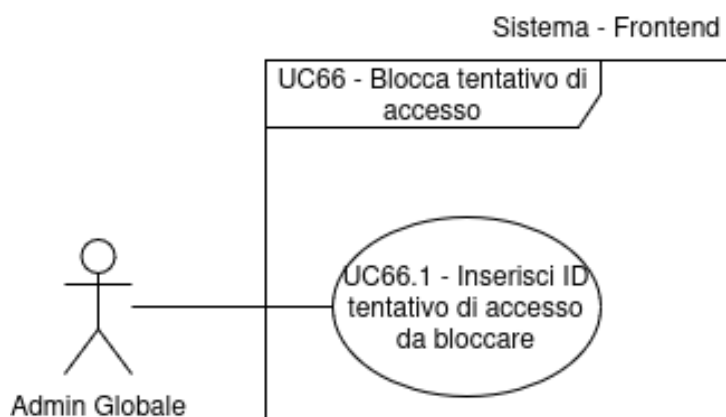 Sistema - Frontend
UC66 - Blocca tentativo di
accesso
UC66.1 - Inserisci ID
tentativo di accesso
da bloccare
Admin Globale